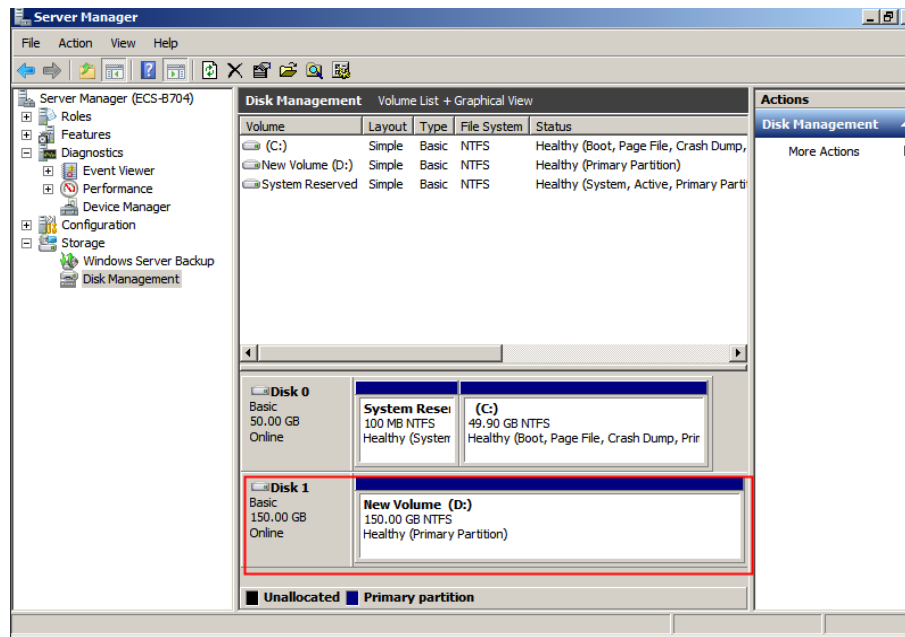 Server Manager
File Action View Help
Server Manager (ECS-B704)
Roles
Features
Diagnostics
Event Viewer
Performance
Device Manager
Configuration
Storage
Windows Server Backup
Disk Management
Disk Management Volume List + Graphical View
Volume Layout Type File System Status
(C:) Simple Basic NTFS Healthy (Boot, Page File, Crash Dump,
New Volume (D:) Simple Basic NTFS Healthy (Primary Partition)
System Reserved Simple Basic NTFS Healthy (System, Active, Primary Parti
Disk 0
Basic
50.00 GB
Online
System Reser
100 MB NTFS
Healthy (System
(C:)
49.90 GB NTFS
Healthy (Boot, Page File, Crash Dump, Prir
Disk 1
Basic
150.00 GB
Online
New Volume (D:)
150.00 GB NTFS
Healthy (Primary Partition)
Unallocated Primary partition
Actions
Disk Management
More Actions